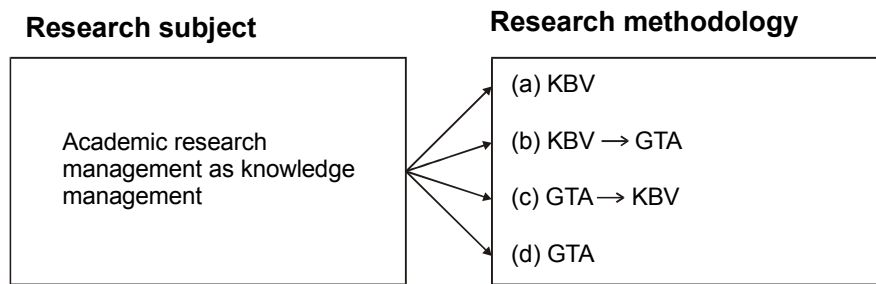 Research subject
Research methodology
Academic research
management as knowledge
management
(a) KBV
(b) KBV → GTA
(c) GTA → KBV
(d) GTA